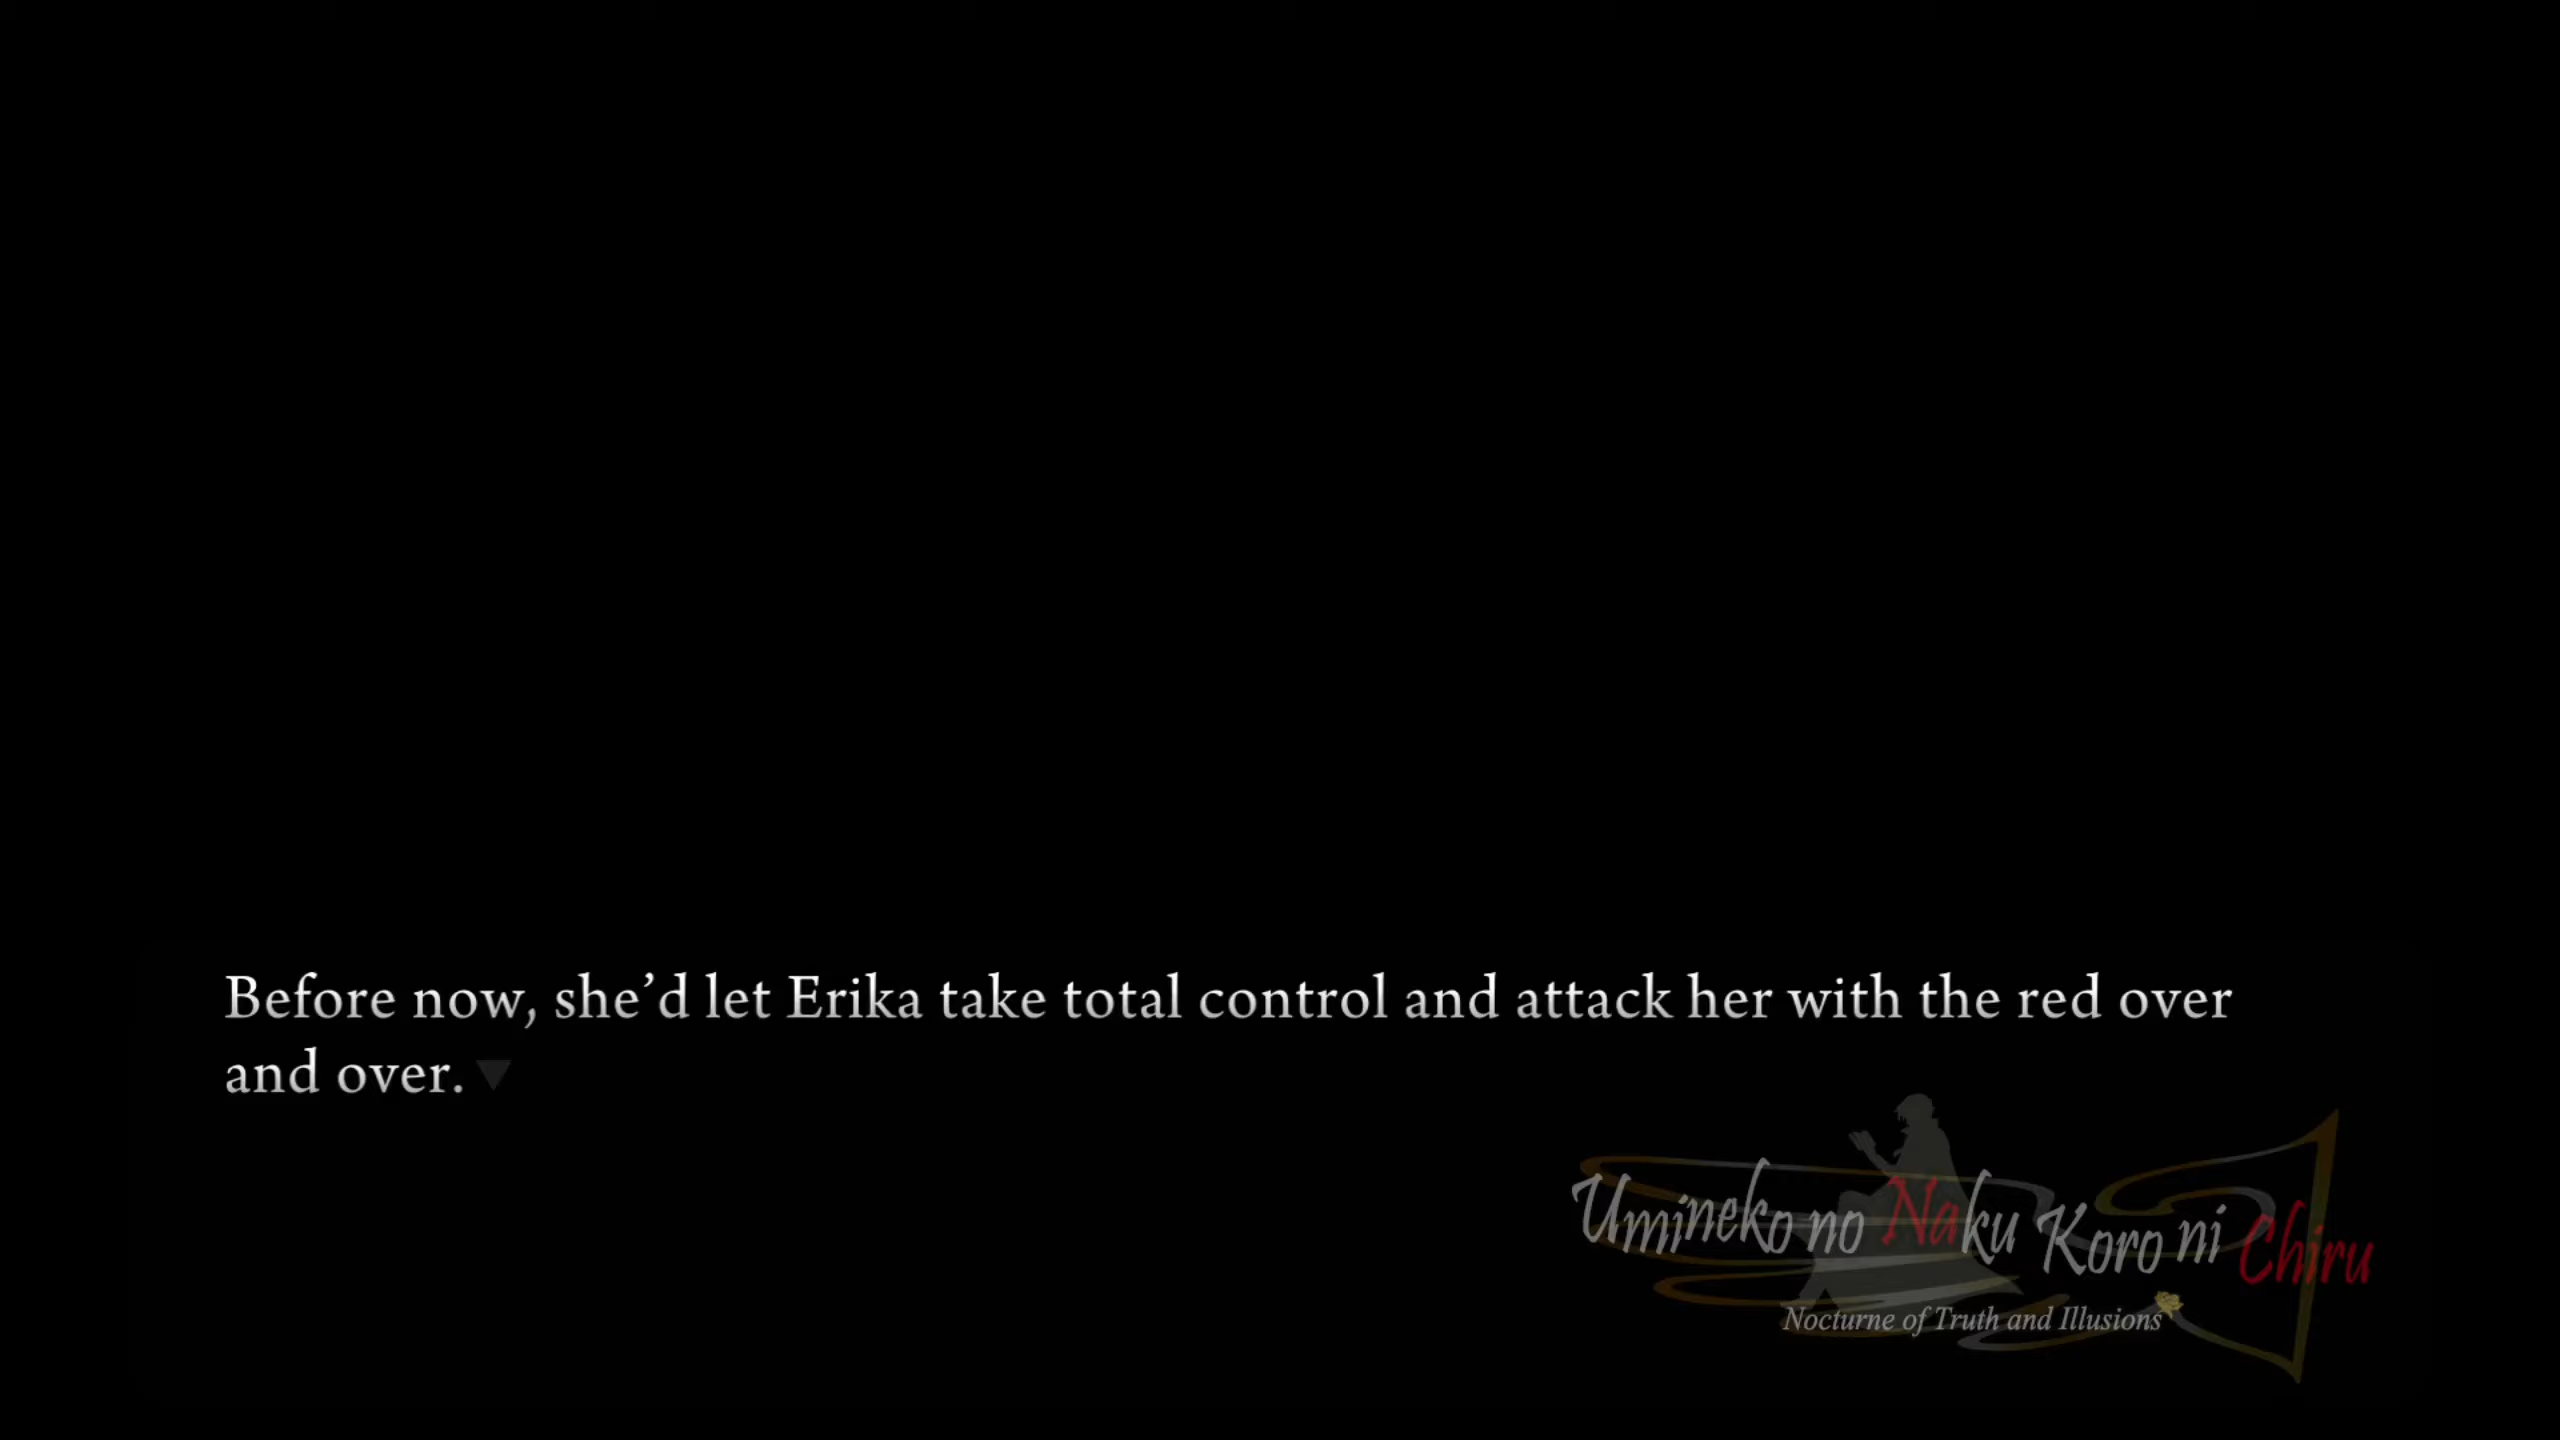 Before now, she’d let Erika take total control and attack her with the red over
and over.
Umineko no Naku Koro ni Chiru
Nocturne of Truth and Illusions